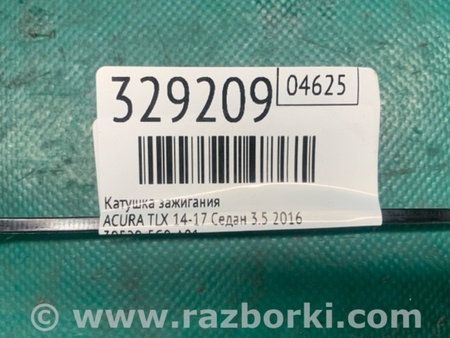 329209
04625
Катушка зажигания
ACURA TLX 14-17 Седан 3.5 2016
www.razborki.com